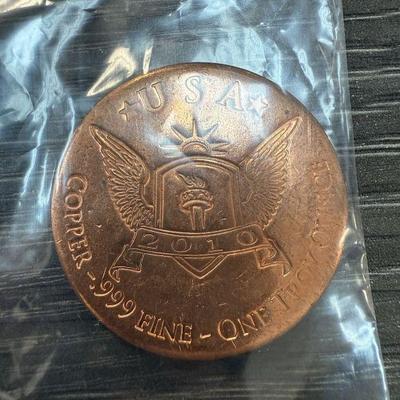 ★USA★
2010
COPPER - .999 FINE - ONE TROY OUNCE